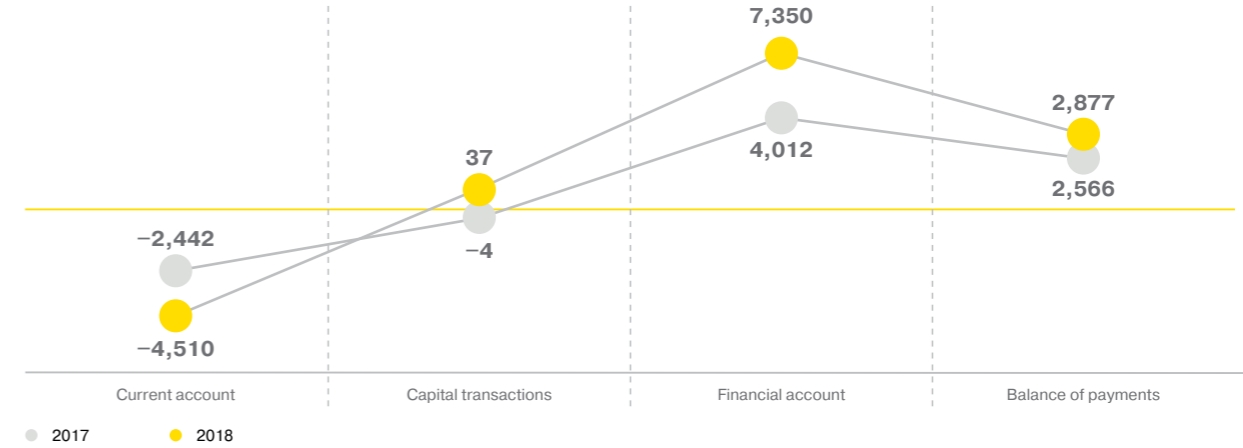 7,350
2,877
37
4,012
2,566
−2,442
−4
−4,510
Current account
Capital transactions
Financial account
Balance of payments
2017
2018